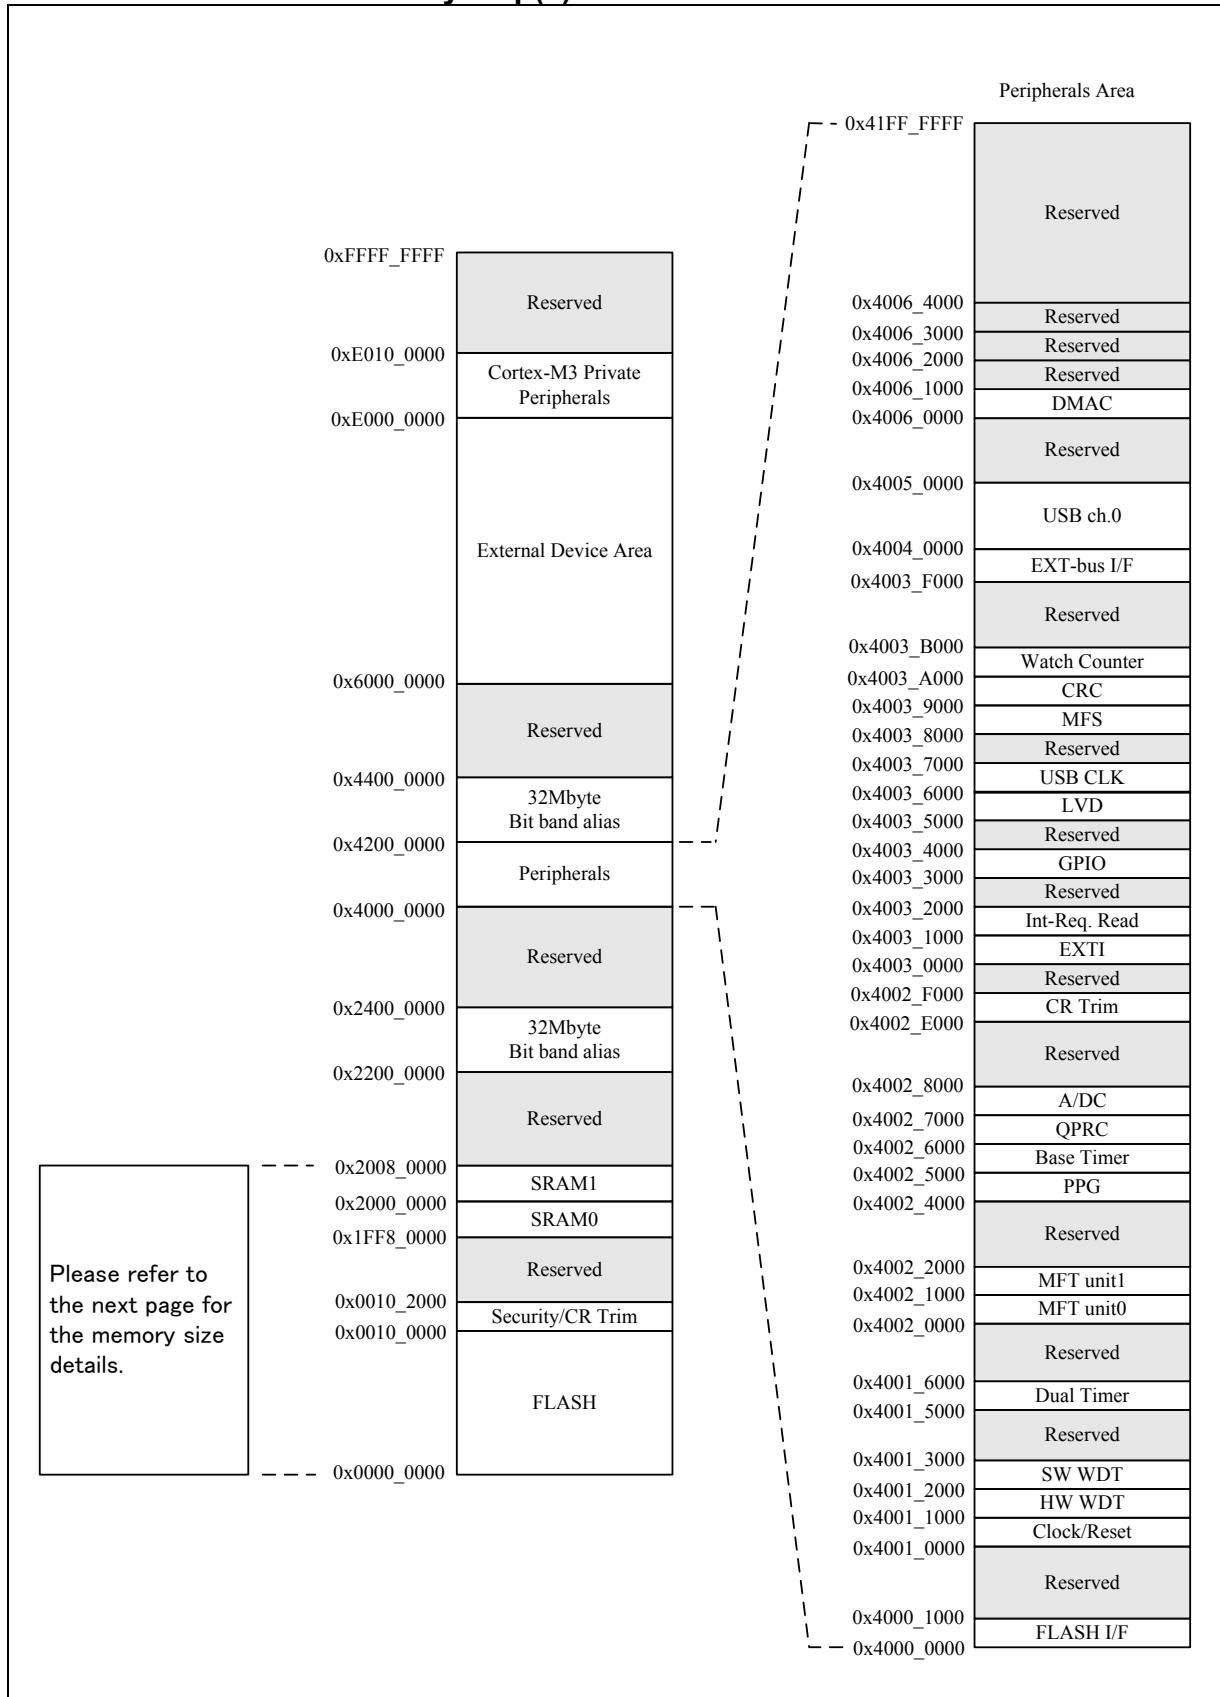 Peripherals Area
0x41FF_FFFF
Reserved
0x4006_4000
Reserved
0x4006_3000
Reserved
0x4006_2000
Reserved
0x4006_1000
DMAC
0x4006_0000
Reserved
0x4005_0000
USB ch.0
0x4004_0000
EXT-bus I/F
0x4003_F000
Reserved
0x4003_B000
Watch Counter
0x4003_A000
CRC
0x4003_9000
MFS
0x4003_8000
Reserved
0x4003_7000
USB CLK
0x4003_6000
LVD
0x4003_5000
Reserved
0x4003_4000
GPIO
0x4003_3000
Reserved
0x4003_2000
Int-Req. Read
0x4003_1000
EXTI
0x4003_0000
Reserved
0x4002_F000
CR Trim
0x4002_E000
Reserved
0x4002_8000
A/DC
0x4002_7000
QPRC
0x4002_6000
Base Timer
0x4002_5000
PPG
0x4002_4000
Reserved
0x4002_2000
MFT unit1
0x4002_1000
MFT unit0
0x4002_0000
Reserved
0x4001_6000
Dual Timer
0x4001_5000
Reserved
0x4001_3000
SW WDT
0x4001_2000
HW WDT
0x4001_1000
Clock/Reset
0x4001_0000
Reserved
0x4000_1000
FLASH I/F
0x4000_0000
0xFFFF_FFFF
Reserved
0xE010_0000
Cortex-M3 Private
Peripherals
0xE000_0000
External Device Area
0x6000_0000
Reserved
0x4400_0000
32Mbyte
Bit band alias
0x4200_0000
Peripherals
0x4000_0000
Reserved
0x2400_0000
32Mbyte
Bit band alias
0x2200_0000
Reserved
0x2008_0000
SRAM1
0x2000_0000
SRAM0
0x1FF8_0000
Reserved
0x0010_2000
Security/CR Trim
0x0010_0000
FLASH
0x0000_0000
Please refer to
the next page for
the memory size
details.